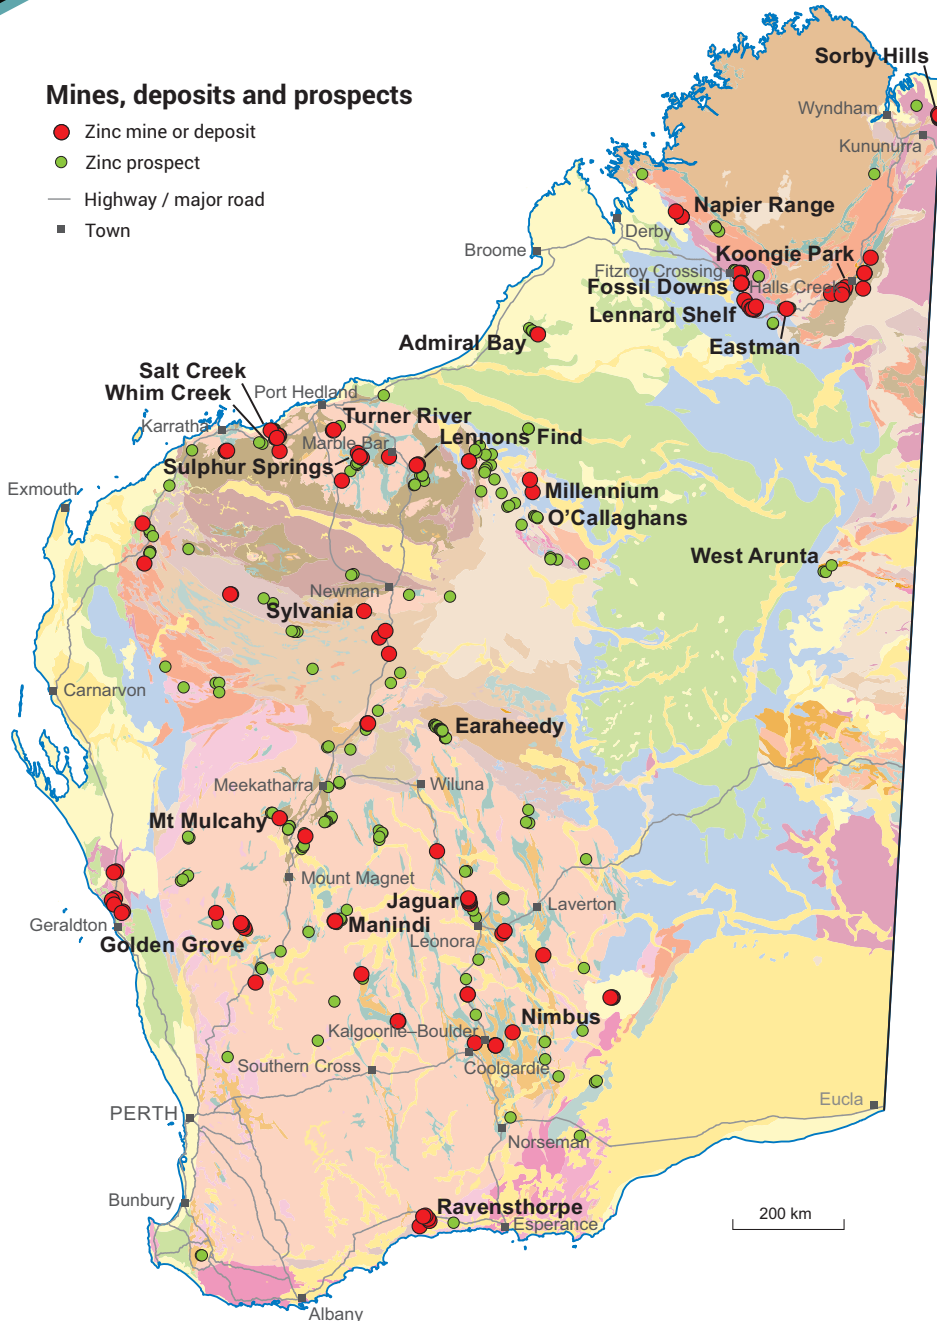 Mines, deposits and prospects
Zinc mine or deposit
Zinc prospect
Highway / major road
Town
Sorby Hills
Wyndham
Kununurra
Napier Range
Derby
Broome
Koongie Park
Fitzroy Crossing
Halls Creek
Fossil Downs
Lennard Shelf
Eastman
Admiral Bay
Salt Creek
Whim Creek
Port Hedland
Karratha
Turner River
Marble Bar
Lennons Find
Sulphur Springs
Exmouth
Millennium
O'Callaghans
West Arunta
Newman
Sylvania
Carnarvon
Earaheedy
Meekatharra
Wiluna
Mt Mulcahy
Mount Magnet
Jaguar
Laverton
Geraldton
Manindi
Leonora
Golden Grove
Nimbus
Kalgoorlie–Boulder
Southern Cross
Coolgardie
Eucla
PERTH
Norseman
Bunbury
Ravensthorpe
200 km
Esperance
Albany